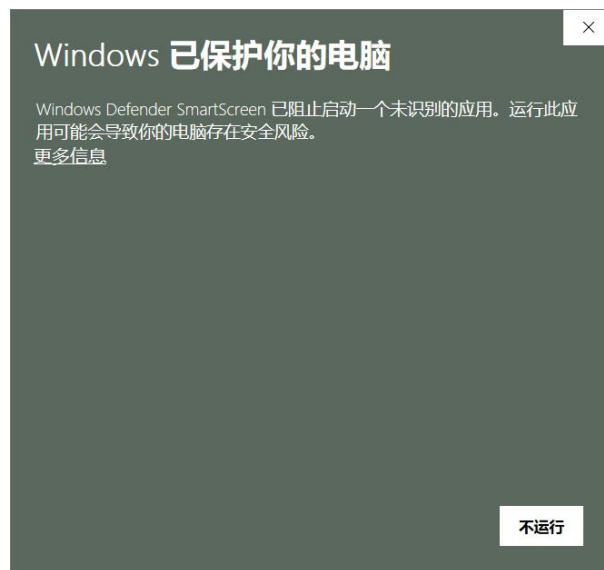 Windows 已保护你的电脑
Windows Defender SmartScreen 已阻止启动一个未识别的应用。运行此应
用可能会导致你的电脑存在安全风险。
更多信息
不运行